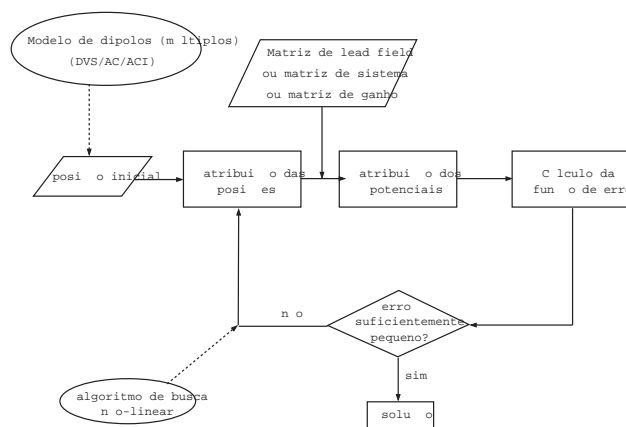 Modelo de dipolos (m ltiplos)
(DVS/AC/ACI)
Matriz de lead field
ou matriz de sistema
ou matriz de ganho
posi o inicial
atribui o das
posi es
atribui o dos
potenciais
C lculo da
fun o de erro
n o
erro
suficientemente
pequeno?
sim
algoritmo de busca
n o-linear
solu o